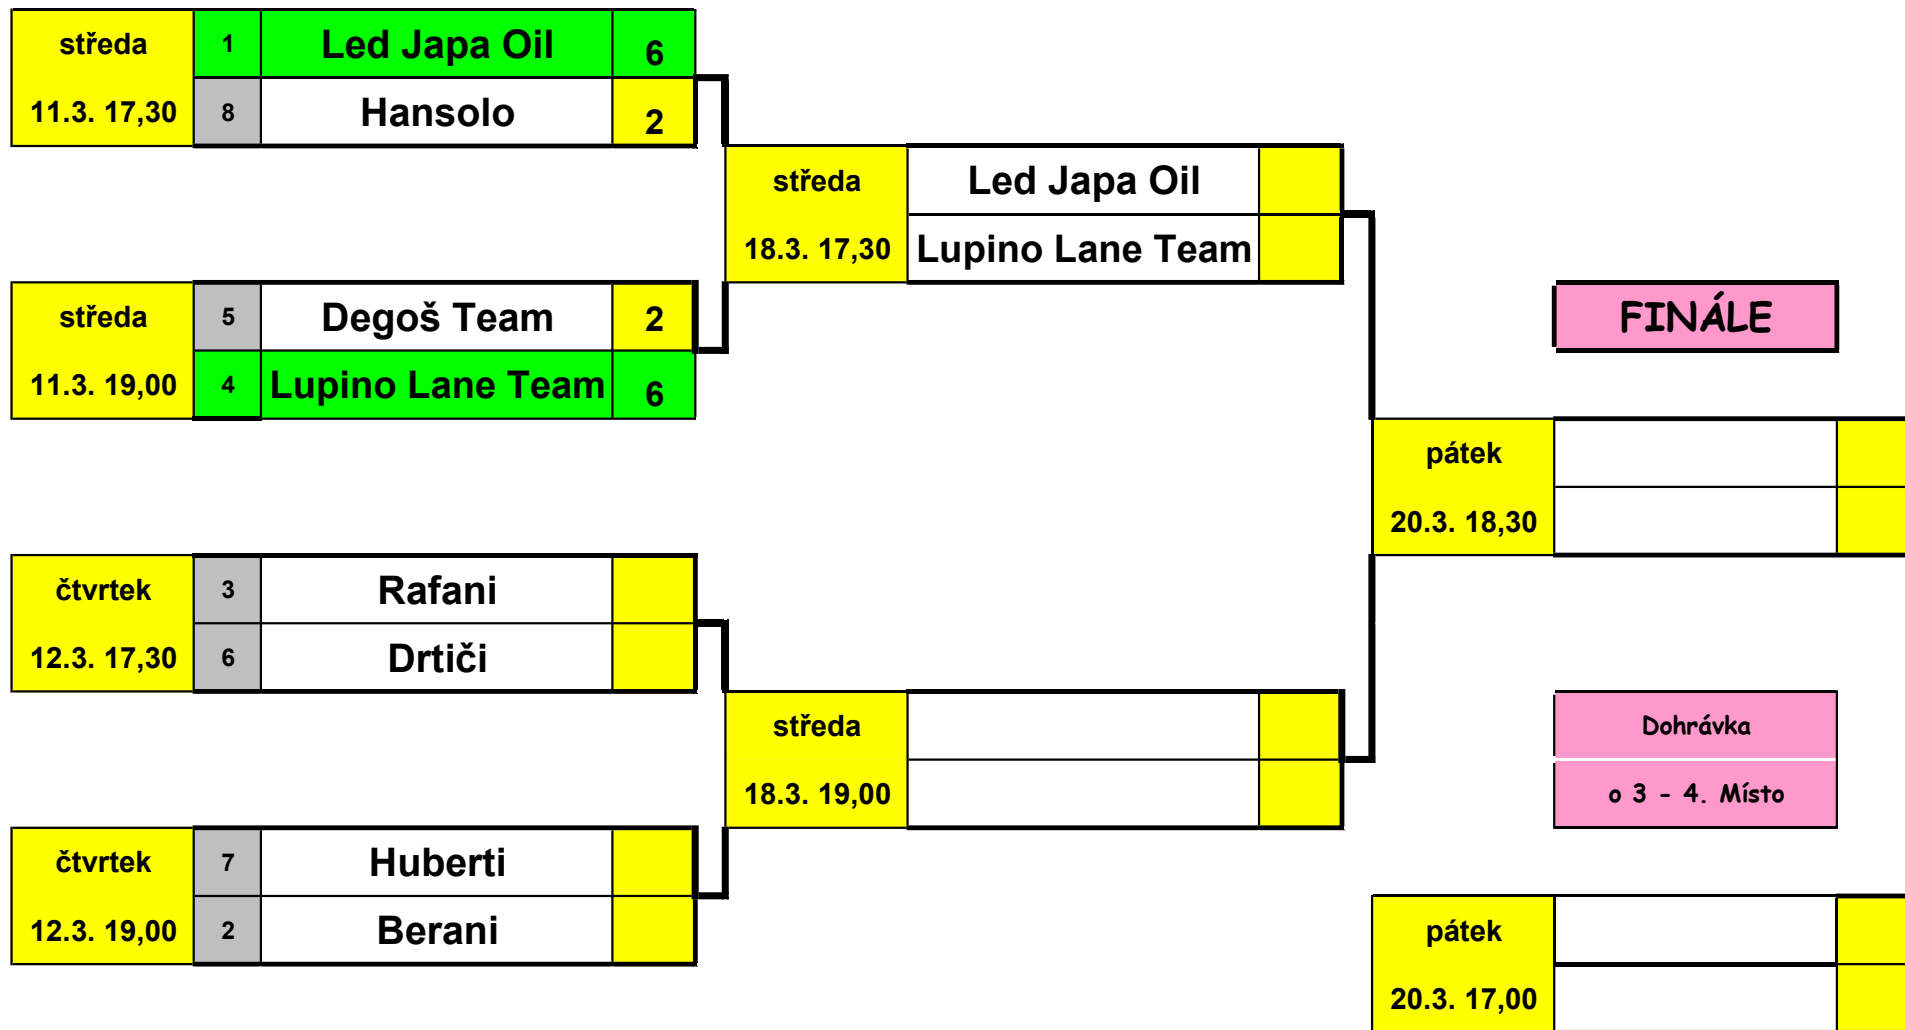 středa 1 Led Japa Oil 6
11.3. 17,30 8 Hansolo 2
středa Led Japa Oil
18.3. 17,30 Lupino Lane Team
středa 5 Degoš Team 2
FINÁLE
11.3. 19,00 4 Lupino Lane Team 6
pátek
20.3. 18,30
čtvrtek 3 Rafani
12.3. 17,30 6 Drtiči
středa
Dohrávka
18.3. 19,00
o 3 - 4. Místo
čtvrtek 7 Huberti
12.3. 19,00 2 Berani
pátek
20.3. 17,00